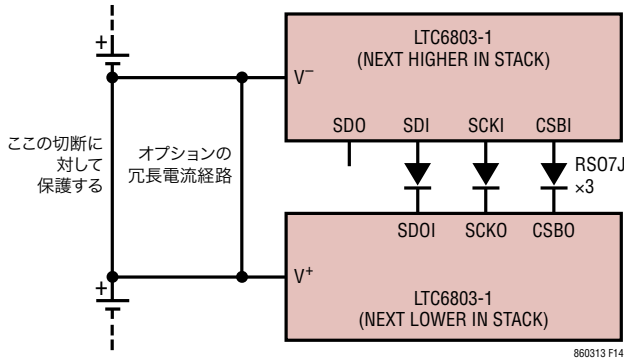 +
LTC6803-1
(NEXT HIGHER IN STACK)
V–
SDO SDI SCKI CSBI
ここの切断に
対して
保護する
オプションの
冗長電流経路
RS07J
×3
SDOI SCKO CSBO
+
V+
LTC6803-1
(NEXT LOWER IN STACK)
860313 F14